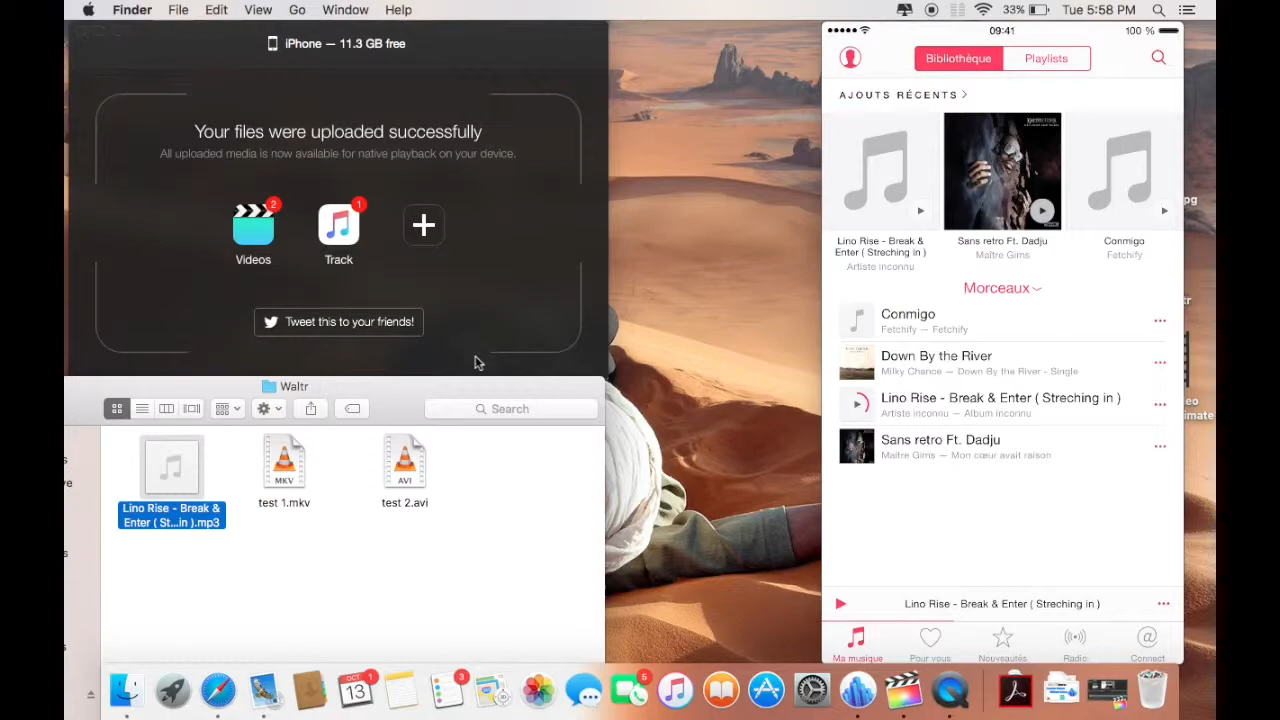 Finder File Edit View Go Window Help
33% Tue 5:58 PM
iPhone — 11.3 GB free
Your files were uploaded successfully
All uploaded media is now available for native playback on your device.
2
1
Videos
Track
Tweet this to your friends!
Waltr
Search
MKV
AVI
Lino Rise - Break &
Enter ( St...in ).mp3
test 1.mkv
test 2.avi
09:41
100 %
Bibliothèque
Playlists
AJOUTS RÉCENTS
Lino Rise - Break &
Enter ( Streching in )
Artiste inconnu
Sans retro Ft. Dadju
Maître Gims
Conmigo
Fetchify
Morceaux
Conmigo
Fetchify — Fetchify
Down By the River
Milky Chance — Down By the River - Single
Lino Rise - Break & Enter ( Streching in )
Artiste inconnu — Album inconnu
Sans retro Ft. Dadju
Maître Gims — Mon cœur avait raison
Lino Rise - Break & Enter ( Streching in )
Ma musique
Pour vous
Nouveautés
Radio
Connect
OCT
13
1
3
5